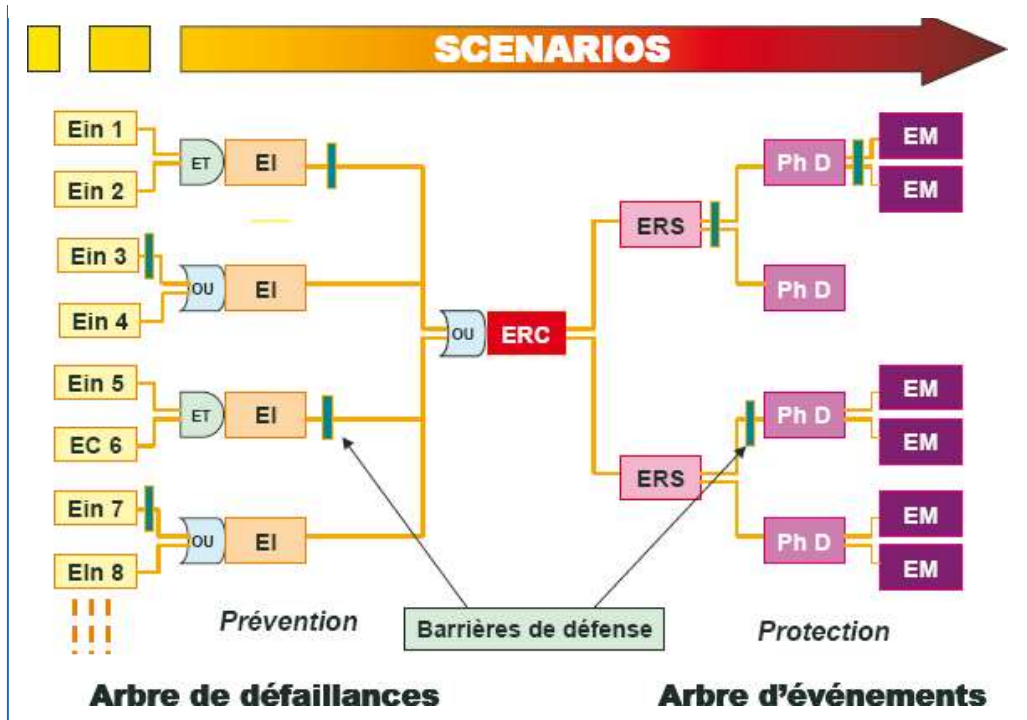 SCENARIOS
Ein 1
Ein 2
ET
EI
Ein 3
Ein 4
OU
EI
Ein 5
EC 6
ET
EI
Ein 7
EIn 8
OU
EI
OU
ERC
ERS
ERS
Ph D
Ph D
Ph D
Ph D
EM
EM
EM
EM
EM
EM
Prévention
Barrières de défense
Protection
Arbre de défaillances
Arbre d'événements